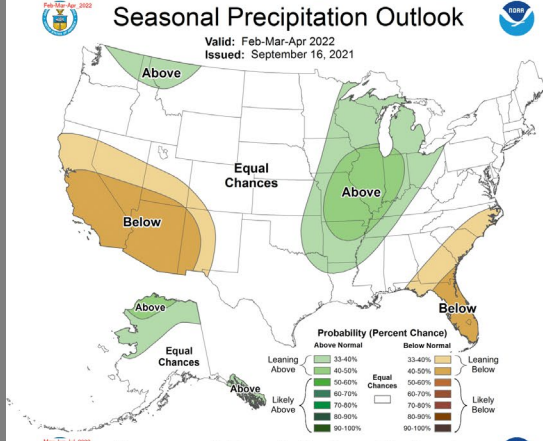 Feb-Mar-Apr 2022
Seasonal Precipitation Outlook
NOAA
Valid: Feb-Mar-Apr 2022
Issued: September 16, 2021
Above
Equal
Chances
Above
Below
Below
Above
Equal
Chances
Above
Probability (Percent Chance)
Above Normal
Below Normal
Leaning
Above
33-40%
40-50%
Likely
Above
50-60%
60-70%
70-80%
80-90%
90-100%
Equal
Chances
33-40%
40-50%
Leaning
Below
50-60%
60-70%
70-80%
80-90%
90-100%
Likely
Below